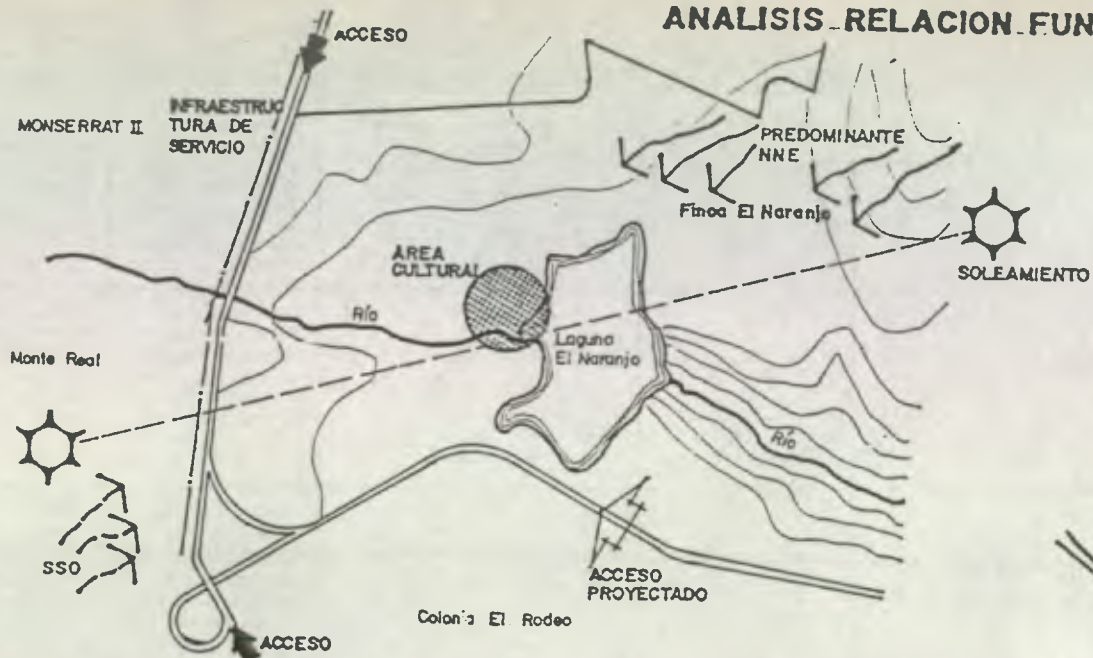 ANALISIS RELACION FUN
ACCESO
MONSERRAT II
INFRAESTRUC
TURA DE
SERVICIO
PREDOMINANTE
NNE
Finca El Naranjo
SOLEAMIENTO
AREA
CULTURAL
Río
Laguna
El Naranjo
Monte Real
Río
SSO
ACCESO
PROYECTADO
Colonia El Rodeo
ACCESO